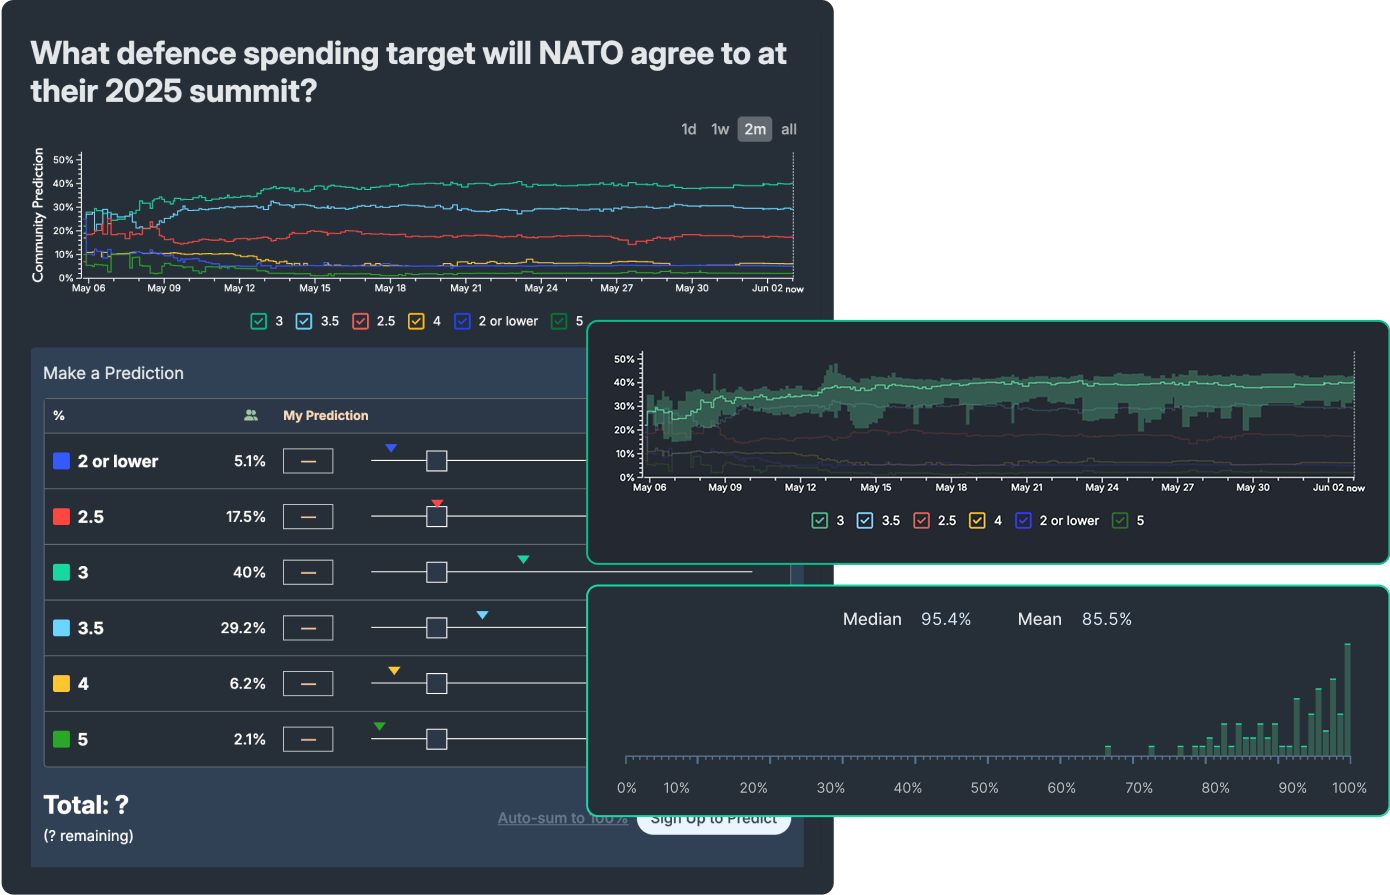 What defence spending target will NATO agree to at
their 2025 summit?
1d 1w 2m all
Community Prediction
50%
40%
30%
20%
10%
0%
May 06 May 09 May 12 May 15 May 18 May 21 May 24 May 27 May 30 Jun 02 now
3 3.5 2.5 4 2 or lower 5
Make a Prediction
% My Prediction
2 or lower 5.1% —
2.5 17.5% —
3 40% —
3.5 29.2% —
4 6.2% —
5 2.1% —
Total: ?
(? remaining)
Auto-sum to 100% Sign Up to Predict
50%
40%
30%
20%
10%
0%
May 06 May 09 May 12 May 15 May 18 May 21 May 24 May 27 May 30 Jun 02 now
3 3.5 2.5 4 2 or lower 5
Median 95.4% Mean 85.5%
0% 10% 20% 30% 40% 50% 60% 70% 80% 90% 100%